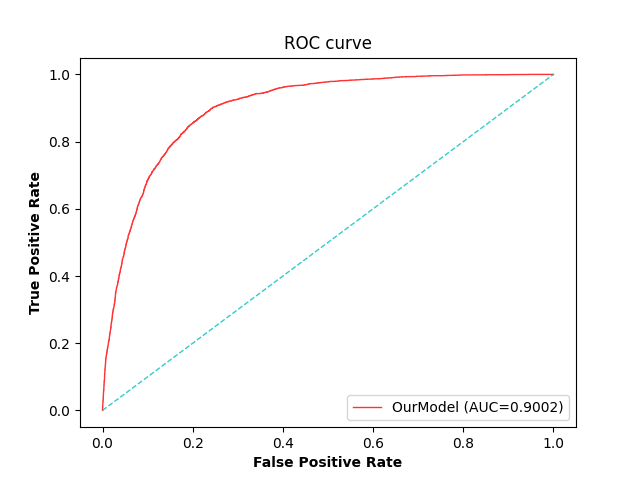 ROC curve
True Positive Rate
1.0
0.8
0.6
0.4
0.2
0.0
OurModel (AUC=0.9002)
0.0 0.2 0.4 0.6 0.8 1.0
False Positive Rate